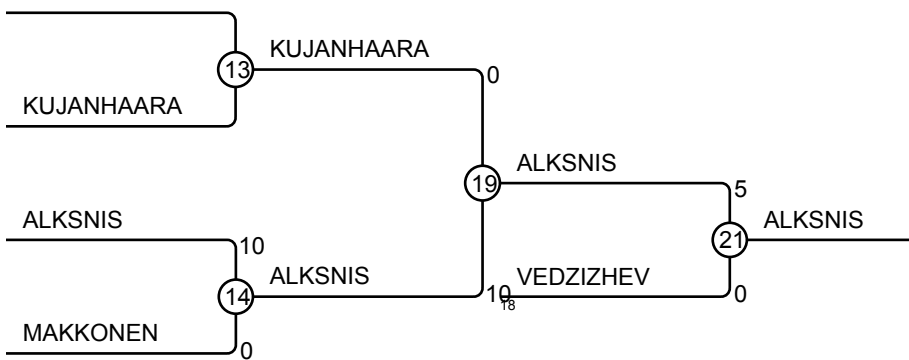 KUJANHAARA
13
0
KUJANHAARA
ALKSNIS
19
5
ALKSNIS
ALKSNIS
10
21
ALKSNIS
14
10
18
VEDZIZHEV
0
MAKKONEN
0